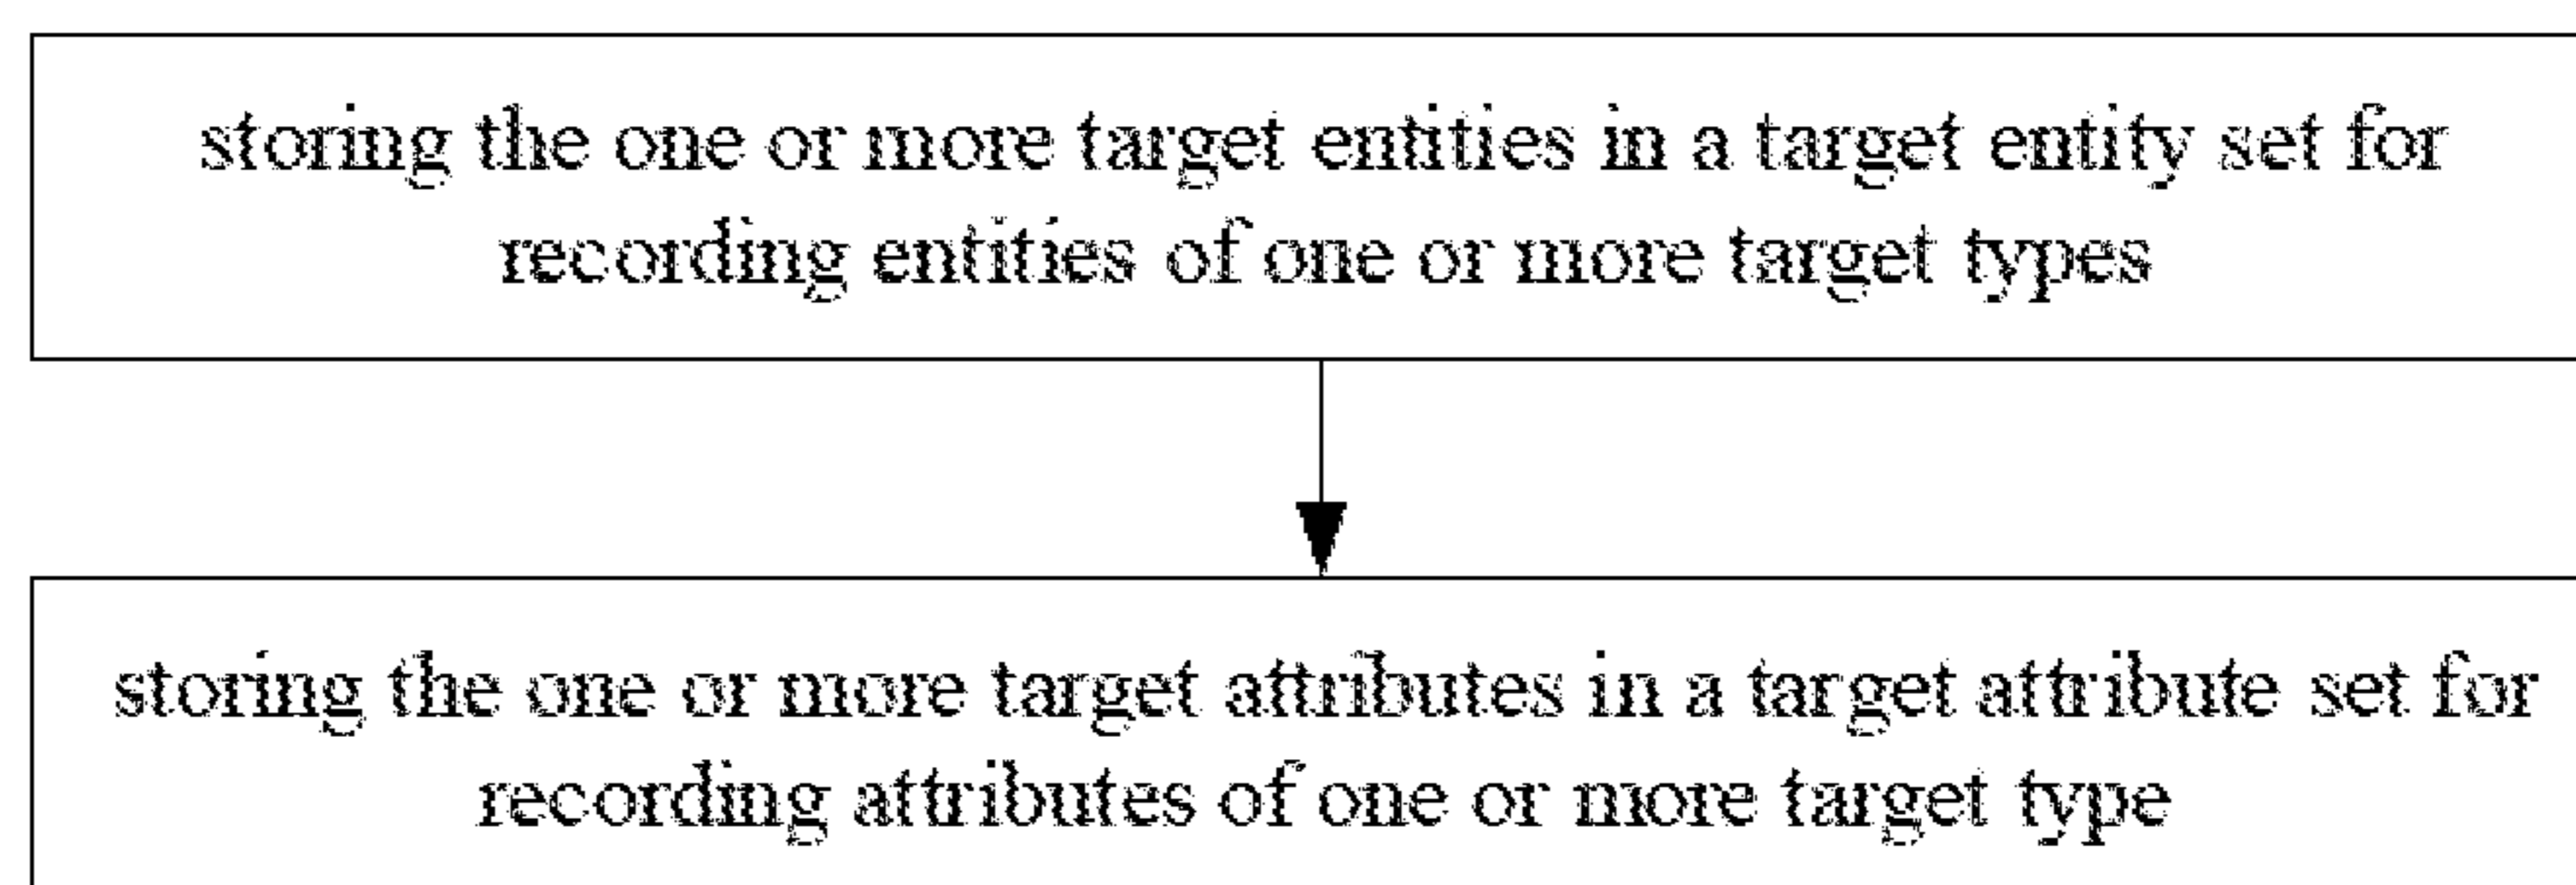 storing the one or more target entities in a target entity set for
recording entities of one or more target types
storing the one or more target attributes in a target attribute set for
recording attributes of one or more target type